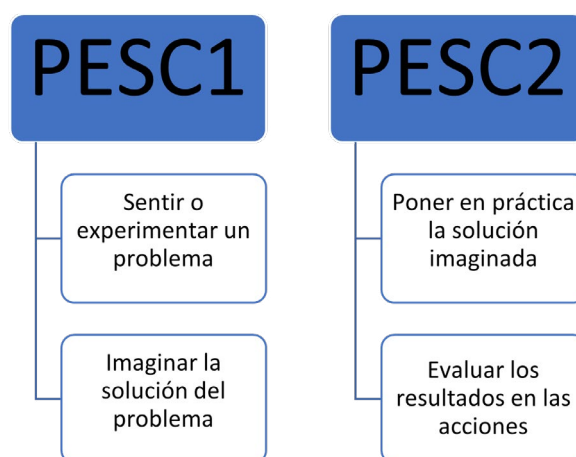 PESC1
Sentir o
experimentar un
problema
Imaginar la
solución del
problema
PESC2
Poner en práctica
la solución
imaginada
Evaluar los
resultados en las
acciones